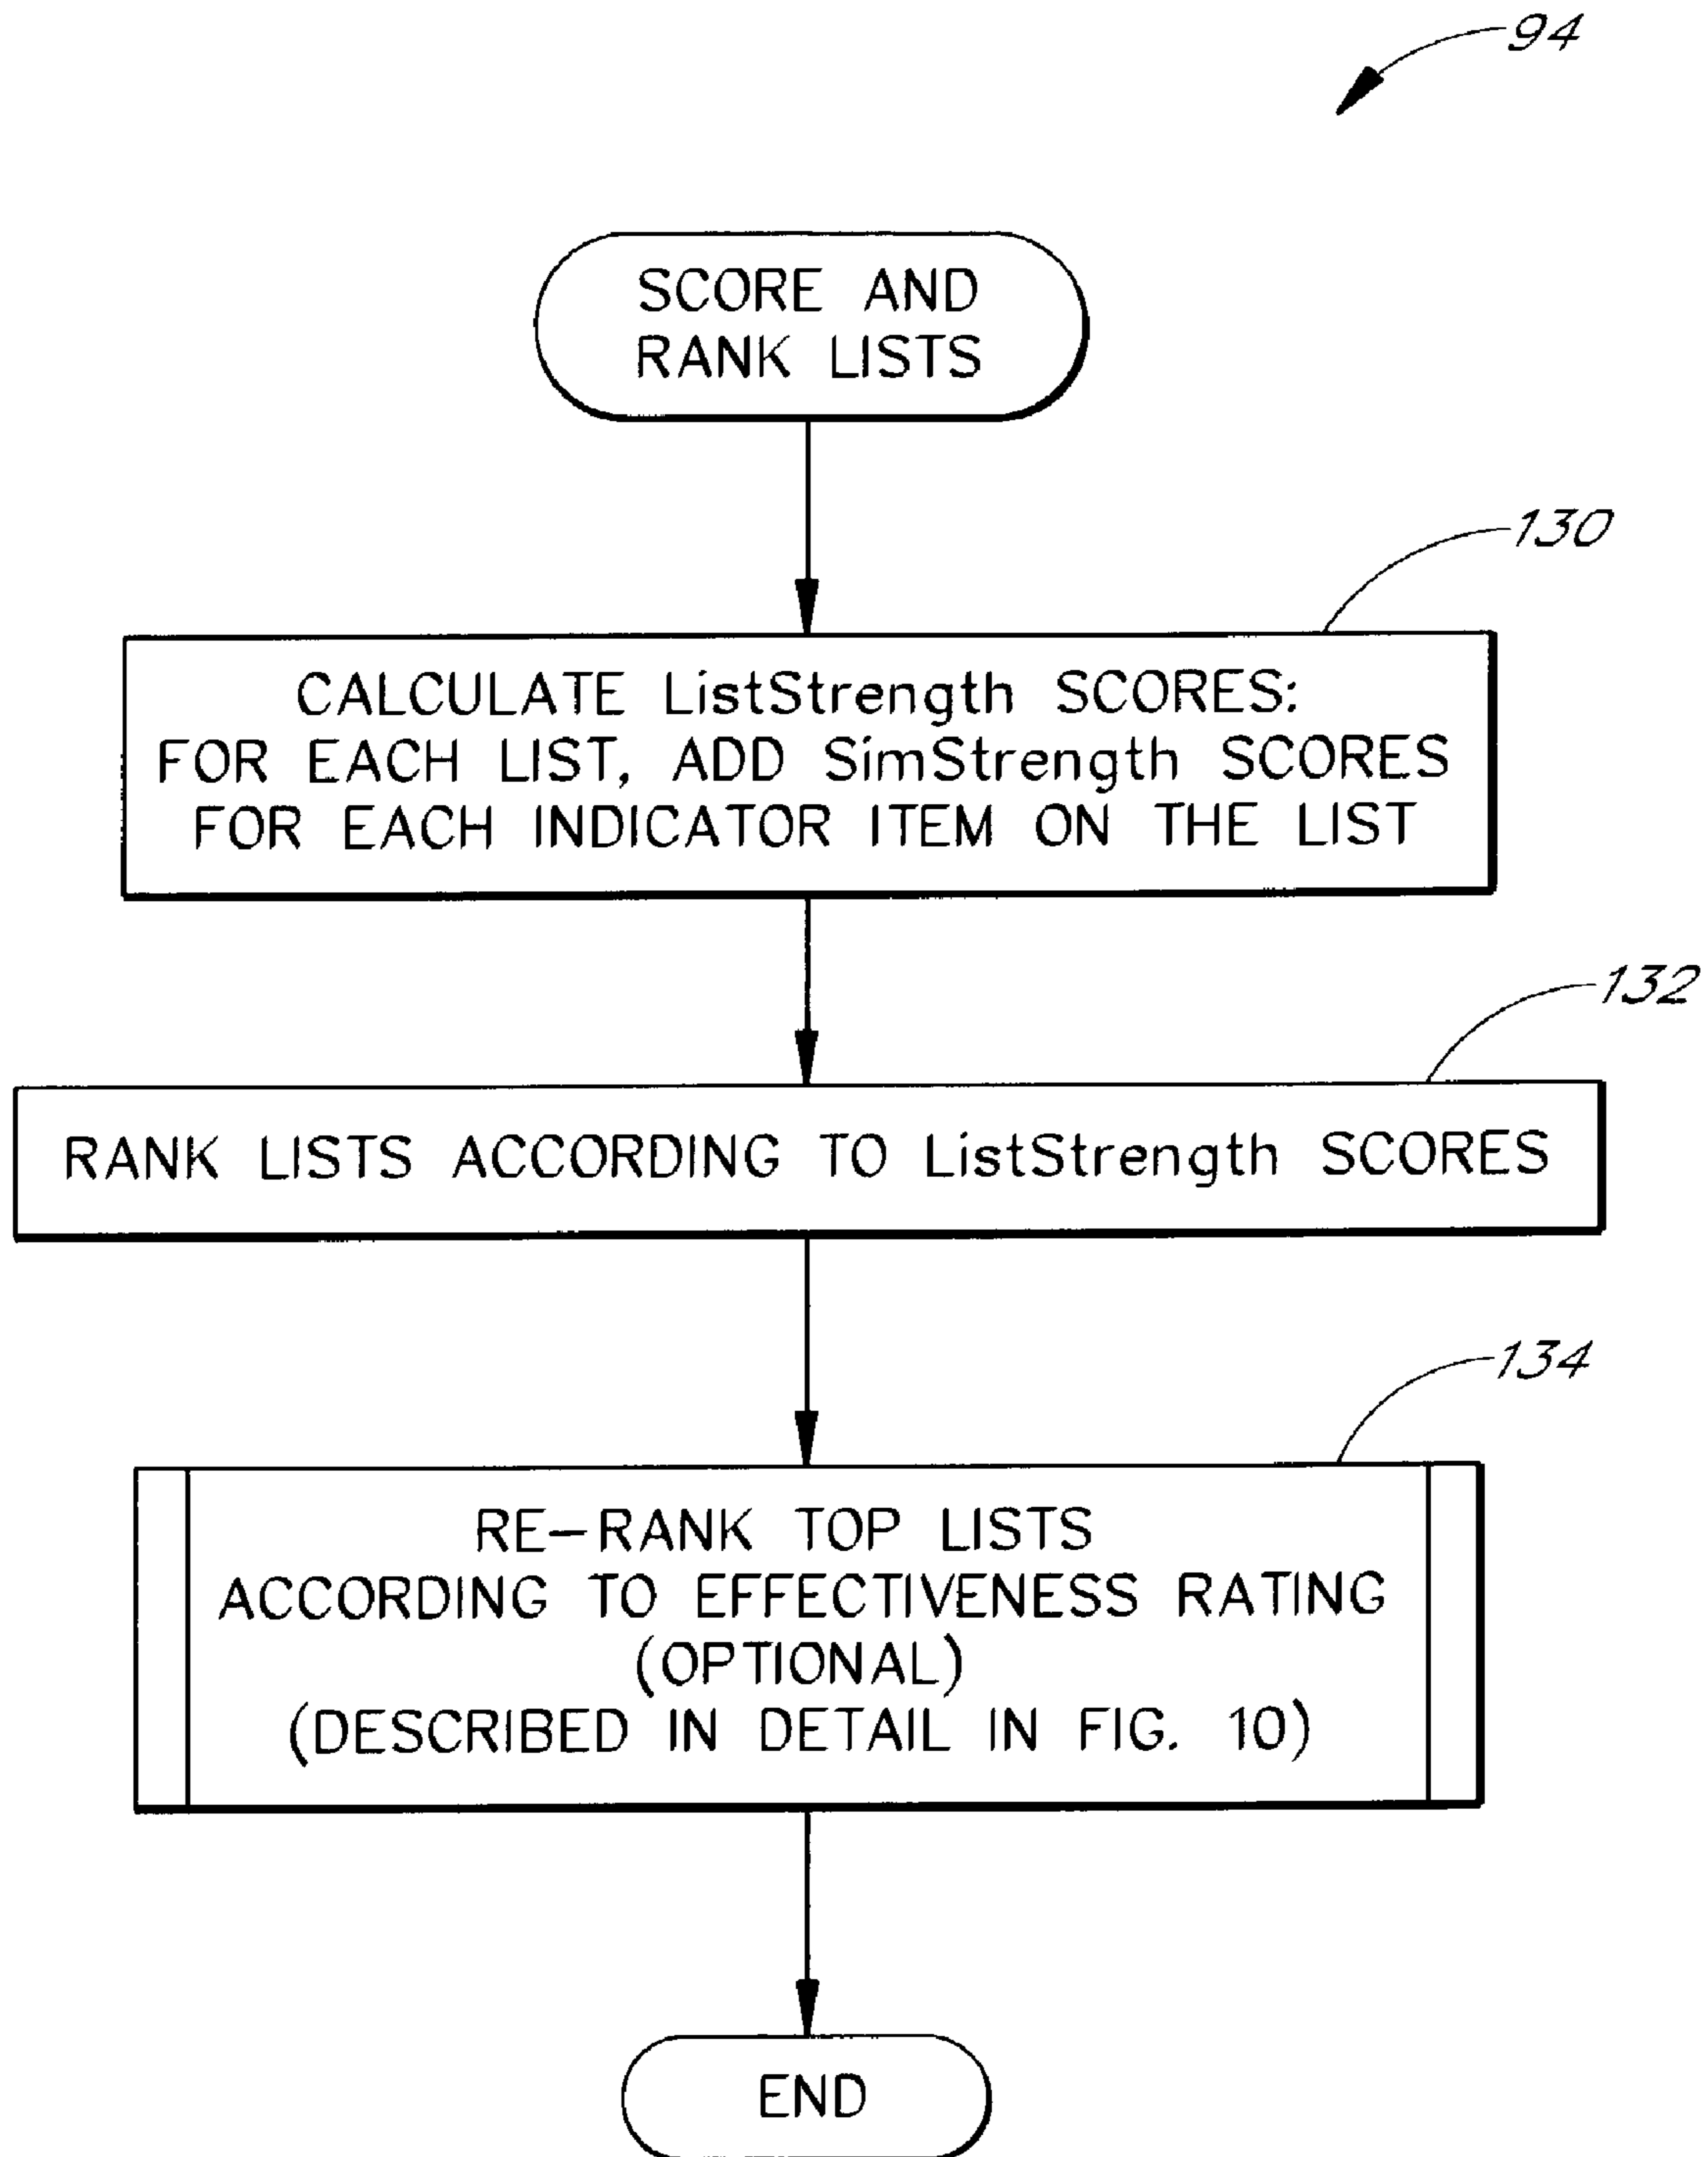 94
SCORE AND
RANK LISTS
130
CALCULATE ListStrength SCORES:
FOR EACH LIST, ADD SimStrength SCORES
FOR EACH INDICATOR ITEM ON THE LIST
132
RANK LISTS ACCORDING TO ListStrength SCORES
134
RE-RANK TOP LISTS
ACCORDING TO EFFECTIVENESS RATING
(OPTIONAL)
(DESCRIBED IN DETAIL IN FIG. 10)
END